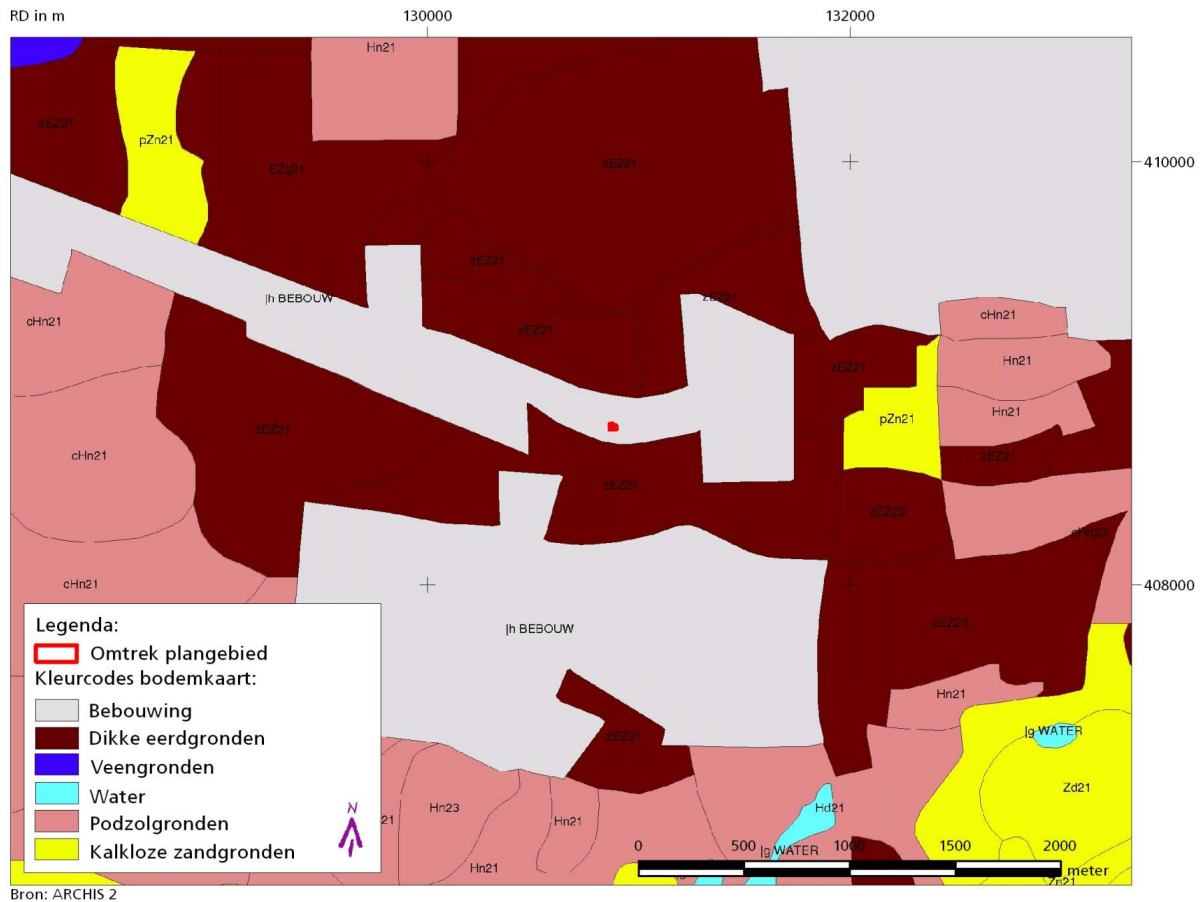 RD in m
130000
132000
Hn21
zEZ21
pZn21
EZg21
zEZ21
410000
zEZ21
|h BEBOUW
zEZ21
zEZ21
cHn21
cHn21
zEZ21
Hn21
pZn21
Hn21
zEZ21
cHn21
zEZ21
zEZ21
zEZ23
cHn23
cHn21
408000
|h BEBOUW
zEZ23
Hn21
zEZ21
|g WATER
Zd21
Hn23
Hn21
Hd21
21
Hn21
|g WATER
Zn21
Legenda:
Omtrek plangebied
Kleurcodes bodemkaart:
Bebouwing
Dikke eerdgronden
Veengronden
Water
Podzolgronden
Kalkloze zandgronden
N
0 500 1000 1500 2000
meter
Bron: ARCHIS 2